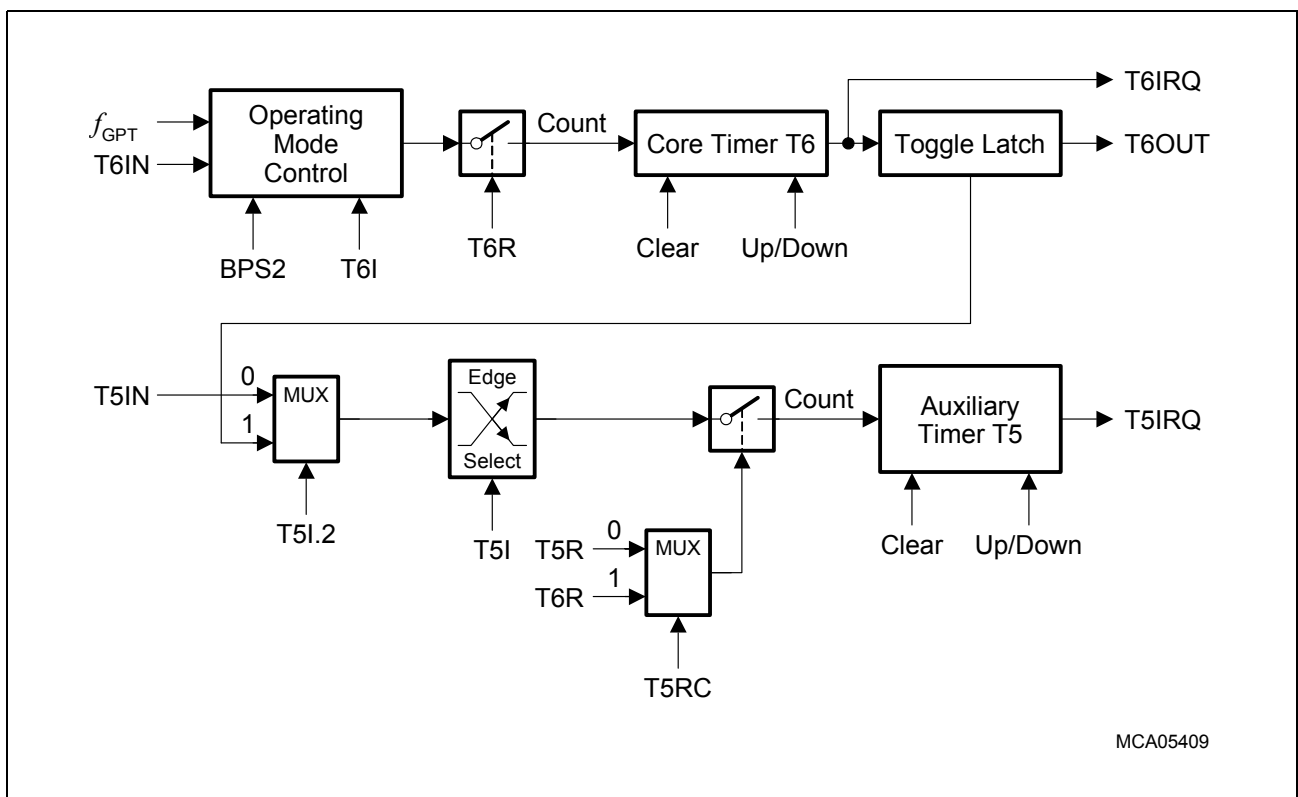 fGPT
T6IN
Operating
Mode
Control
BPS2
T6I
T6R
Count
Core Timer T6
Clear
Up/Down
Toggle Latch
T6IRQ
T6OUT
T5IN
0
1
MUX
T5I.2
Edge
Select
T5I
T5R
0
T6R
1
MUX
T5RC
Count
Auxiliary
Timer T5
Clear
Up/Down
T5IRQ
MCA05409